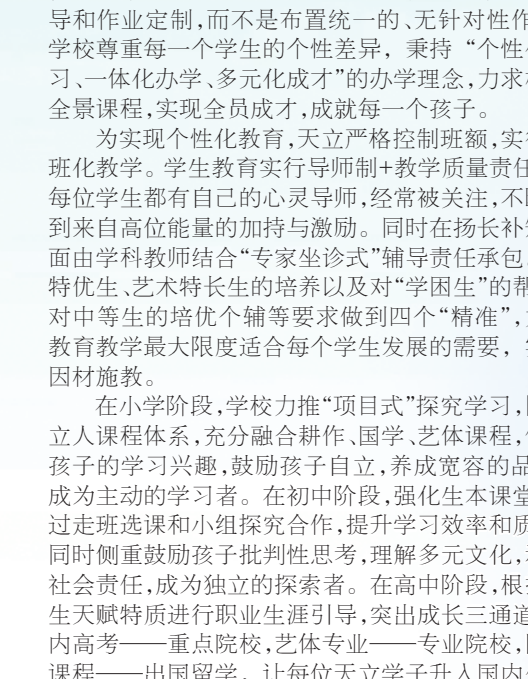 导和作业定制,而不是布置统一的、无针对性作
学校尊重每一个学生的个性差异，秉持“个性
习、一体化办学、多元化成才”的办学理念,力求
全景课程,实现全员成才,成就每一个孩子。
为实现个性化教育,天立严格控制班额,实
班化教学。学生教育实行导师制+教学质量责任
每位学生都有自己的心灵导师,经常被关注,不
到来自高位能量的加持与激励。同时在扬长补
面由学科教师结合“专家坐诊式”辅导责任承包
特优生、艺术特长生的培养以及对“学困生”的帮
对中等生的培优个辅等要求做到四个“精准”,
教育教学最大限度适合每个学生发展的需要，
因材施教。
在小学阶段,学校力推“项目式”探究学习,
立人课程体系,充分融合耕作、国学、艺体课程,
孩子的学习兴趣,鼓励孩子自立,养成宽容的品
成为主动的学习者。在初中阶段,强化生本课堂
过走班选课和小组探究合作,提升学习效率和质
同时侧重鼓励孩子批判性思考,理解多元文化,
社会责任,成为独立的探索者。在高中阶段,根
生天赋特质进行职业生涯引导,突出成长三通道
内高考——重点院校,艺体专业——专业院校,
课程——出国留学。让每位天立学子升入国内